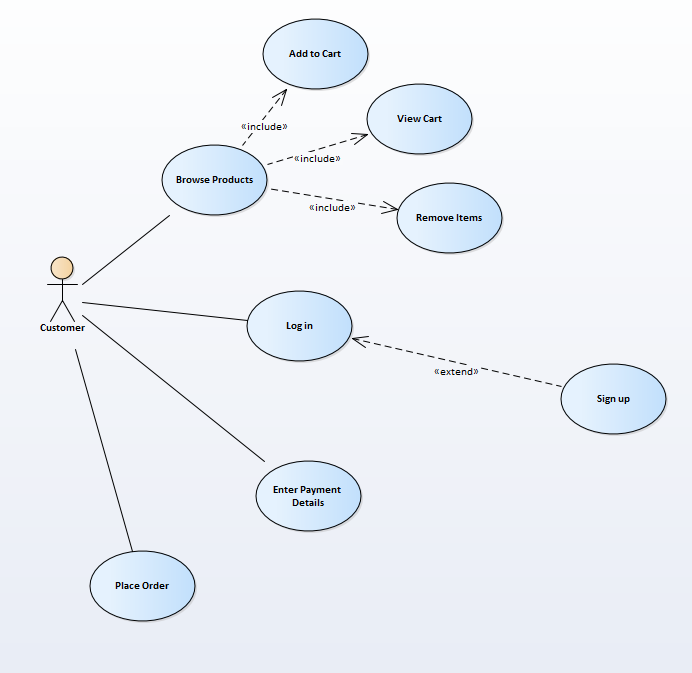 Add to Cart
View Cart
«include»
«include»
Browse Products
«include»
Remove Items
Customer
Log in
«extend»
Sign up
Enter Payment
Details
Place Order